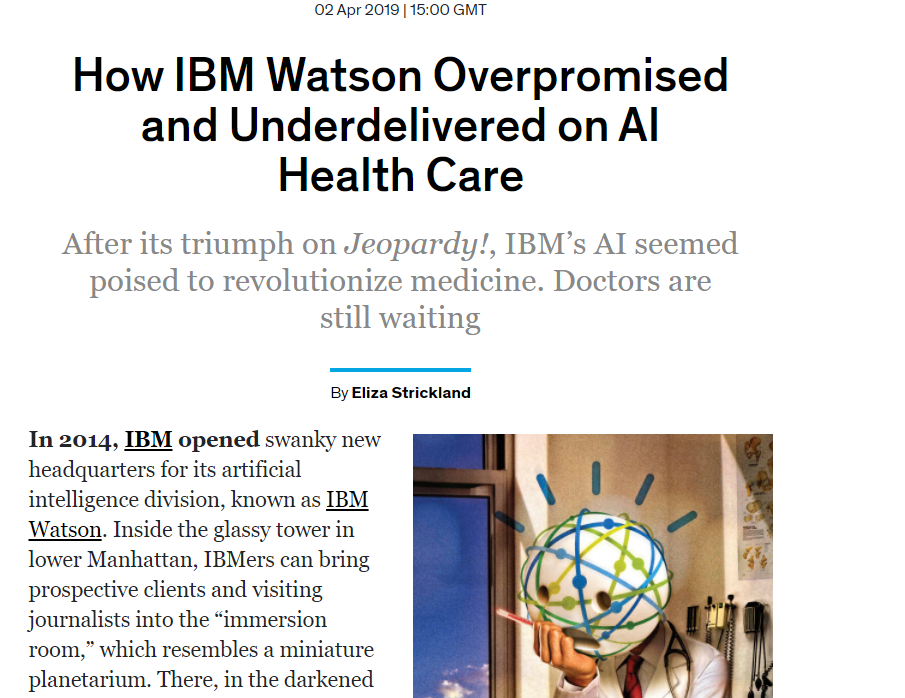 02 Apr 2019 | 15:00 GMT
How IBM Watson Overpromised
and Underdelivered on AI
Health Care
After its triumph on Jeopardy!, IBM’s AI seemed
poised to revolutionize medicine. Doctors are
still waiting
By Eliza Strickland
In 2014, IBM opened swanky new
headquarters for its artificial
intelligence division, known as IBM
Watson. Inside the glassy tower in
lower Manhattan, IBMers can bring
prospective clients and visiting
journalists into the “immersion
room,” which resembles a miniature
planetarium. There, in the darkened